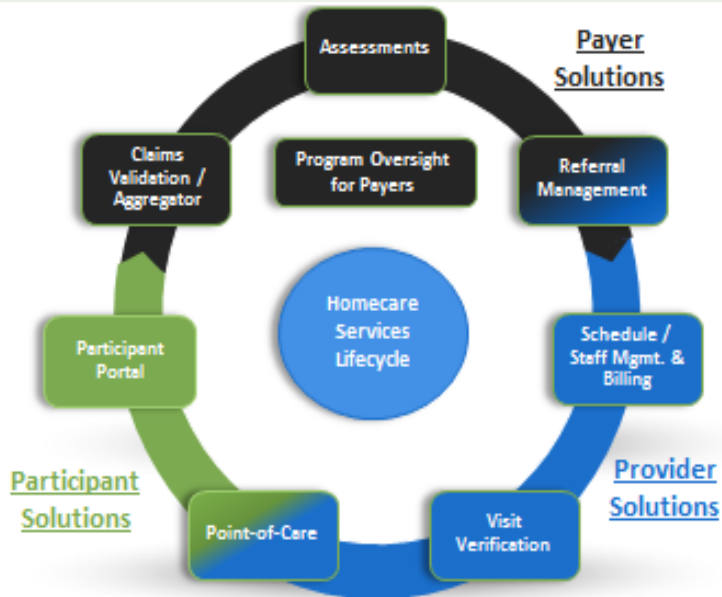 Assessments
Payer
Solutions
Claims
Validation /
Aggregator
Program Oversight
for Payers
Referral
Management
Homecare
Services
Lifecycle
Participant
Portal
Schedule /
Staff Mgmt. &
Billing
Participant
Solutions
Provider
Solutions
Point-of-Care
Visit
Verification